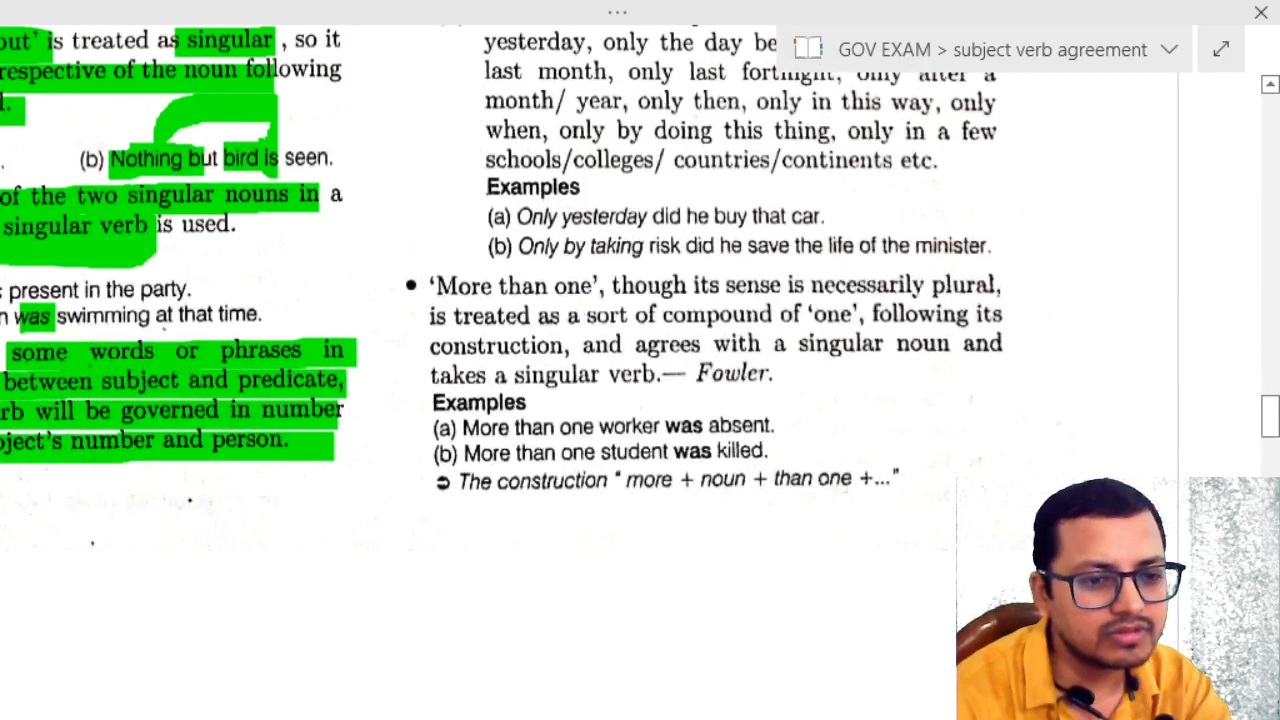 GOV EXAM > subject verb agreement
out' is treated as singular , so it
respective of the noun following
(b) Nothing but bird is seen.
of the two singular nouns in a
singular verb is used.
present in the party.
was swimming at that time.
some words or phrases in
between subject and predicate,
rb will be governed in number
ject's number and person.
yesterday, only the day be
last month, only last fortnight, only after a
month/ year, only then, only in this way, only
when, only by doing this thing, only in a few
schools/colleges/ countries/continents etc.
Examples
(a) Only yesterday did he buy that car.
(b) Only by taking risk did he save the life of the minister.
• 'More than one', though its sense is necessarily plural,
is treated as a sort of compound of 'one', following its
construction, and agrees with a singular noun and
takes a singular verb.— Fowler.
Examples
(a) More than one worker was absent.
(b) More than one student was killed.
➲ The construction " more + noun + than one +..."